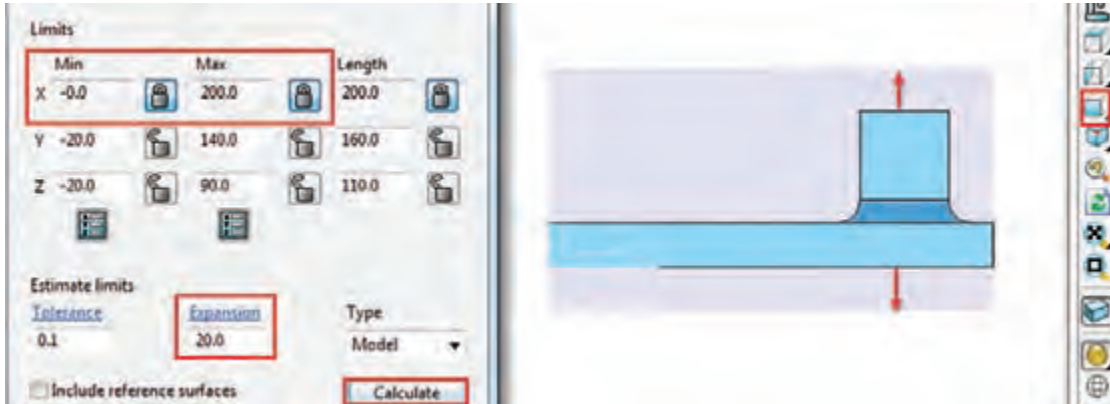 Limits
Min Max Length
X -0.0 200.0 200.0
Y -20.0 140.0 160.0
Z -20.0 90.0 110.0
Estimate limits
Tolerance Expansion Type
0.1 20.0 Model
Include reference surfaces Calculate